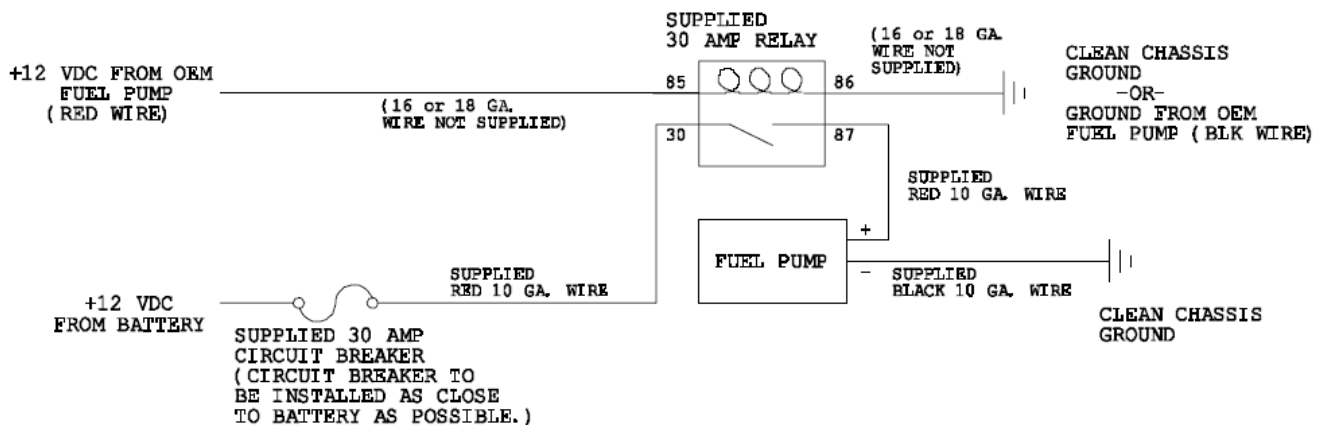 SUPPLIED
30 AMP RELAY
(16 or 18 GA.
WIRE NOT
SUPPLIED)
CLEAN CHASSIS
GROUND
-OR-
GROUND FROM OEM
FUEL PUMP (BLK WIRE)
+12 VDC FROM OEM
FUEL PUMP
(RED WIRE)
(16 or 18 GA.
WIRE NOT SUPPLIED)
85
86
30
87
SUPPLIED
RED 10 GA. WIRE
FUEL PUMP
+
-
SUPPLIED
BLACK 10 GA. WIRE
CLEAN CHASSIS
GROUND
SUPPLIED
RED 10 GA. WIRE
+12 VDC
FROM BATTERY
SUPPLIED 30 AMP
CIRCUIT BREAKER
(CIRCUIT BREAKER TO
BE INSTALLED AS CLOSE
TO BATTERY AS POSSIBLE.)